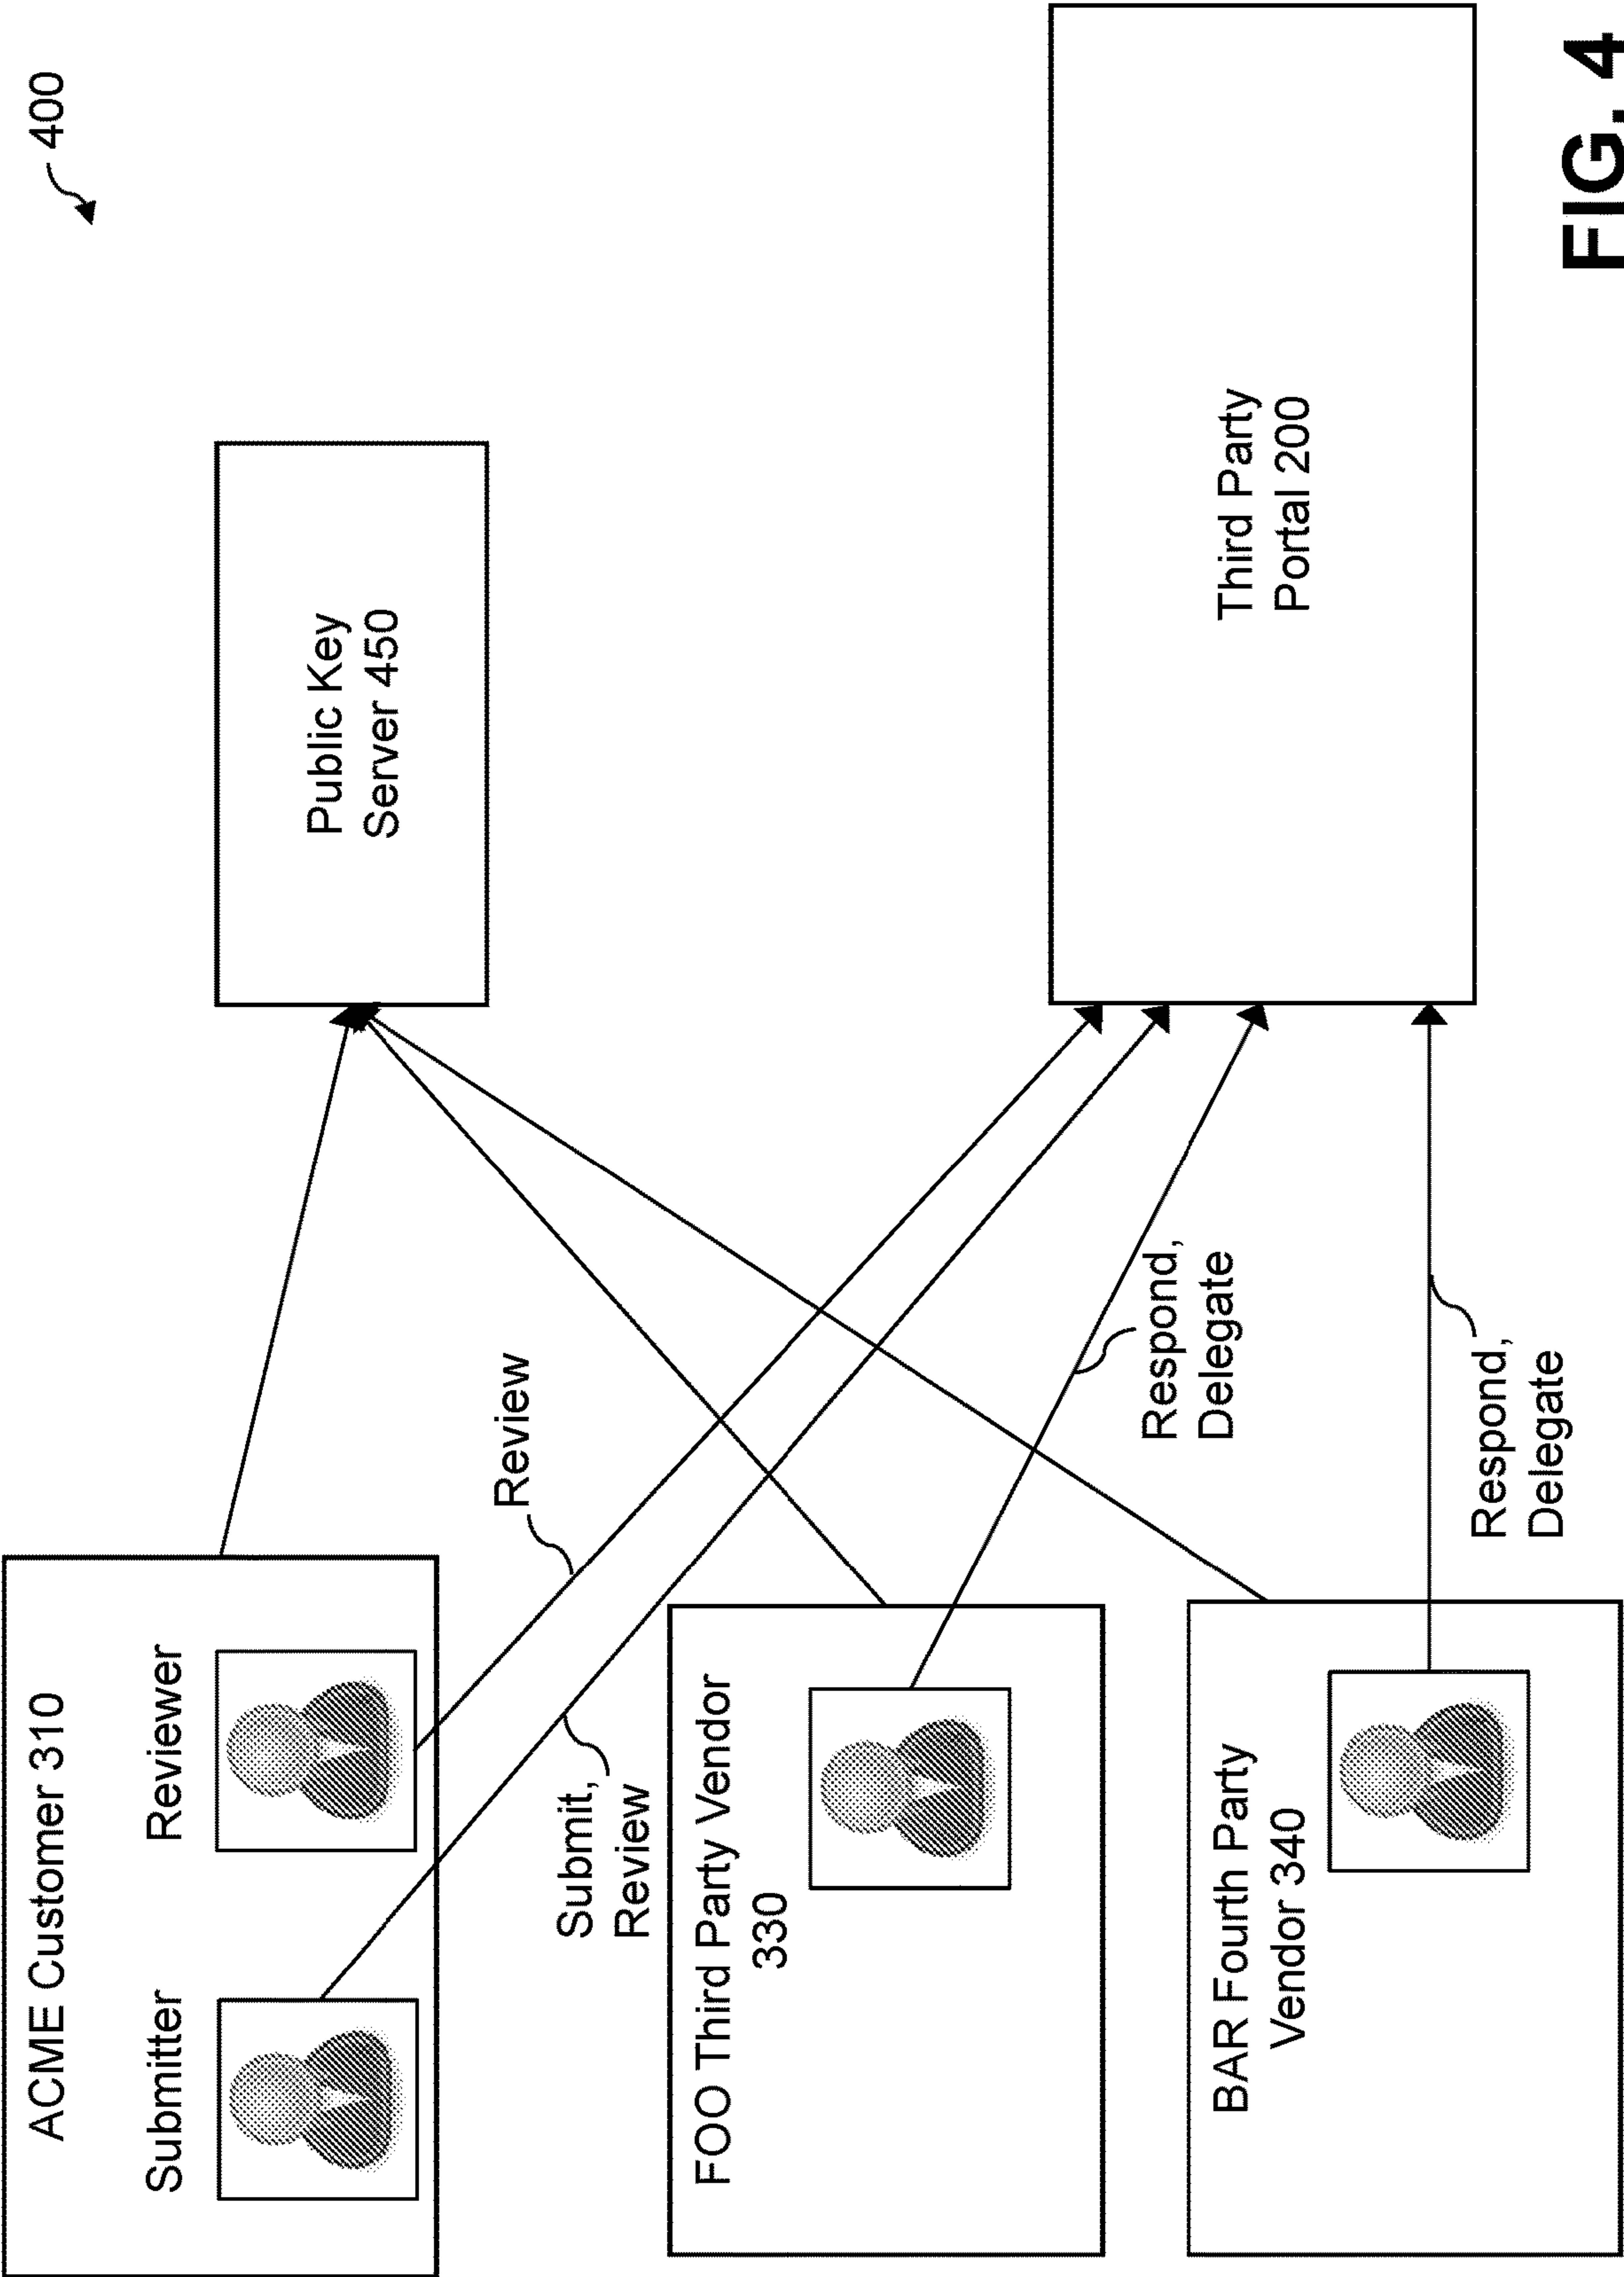 400
ACME Customer 310
Submitter
Reviewer
Public Key
Server 450
Review
Submit,
Review
FOO Third Party Vendor
330
Respond,
Delegate
Third Party
Portal 200
BAR Fourth Party
Vendor 340
Respond,
Delegate
FIG. 4